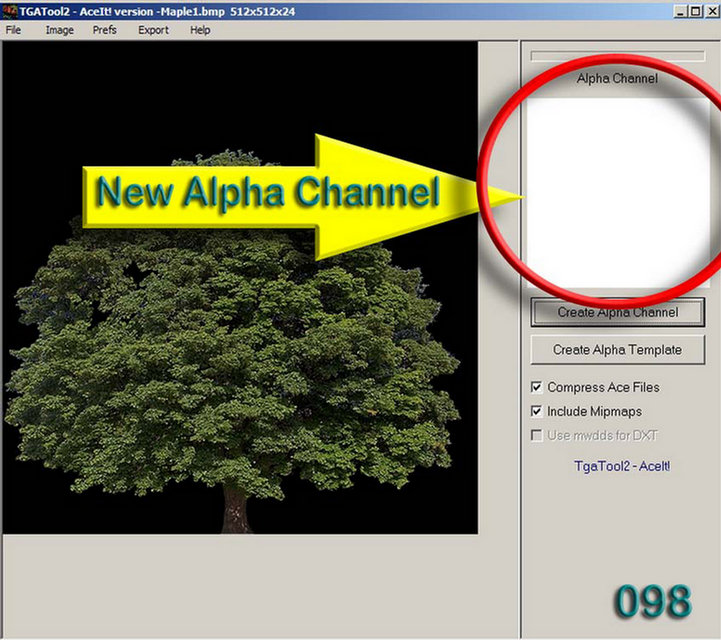 TGATool2 - AceIt! version -Maple1.bmp 512x512x24
File Image Prefs Export Help
Alpha Channel
New Alpha Channel
Create Alpha Channel
Create Alpha Template
Compress Ace Files
Include Mipmaps
Use mwdds for DXT
TgaTool2 - AceIt!
098